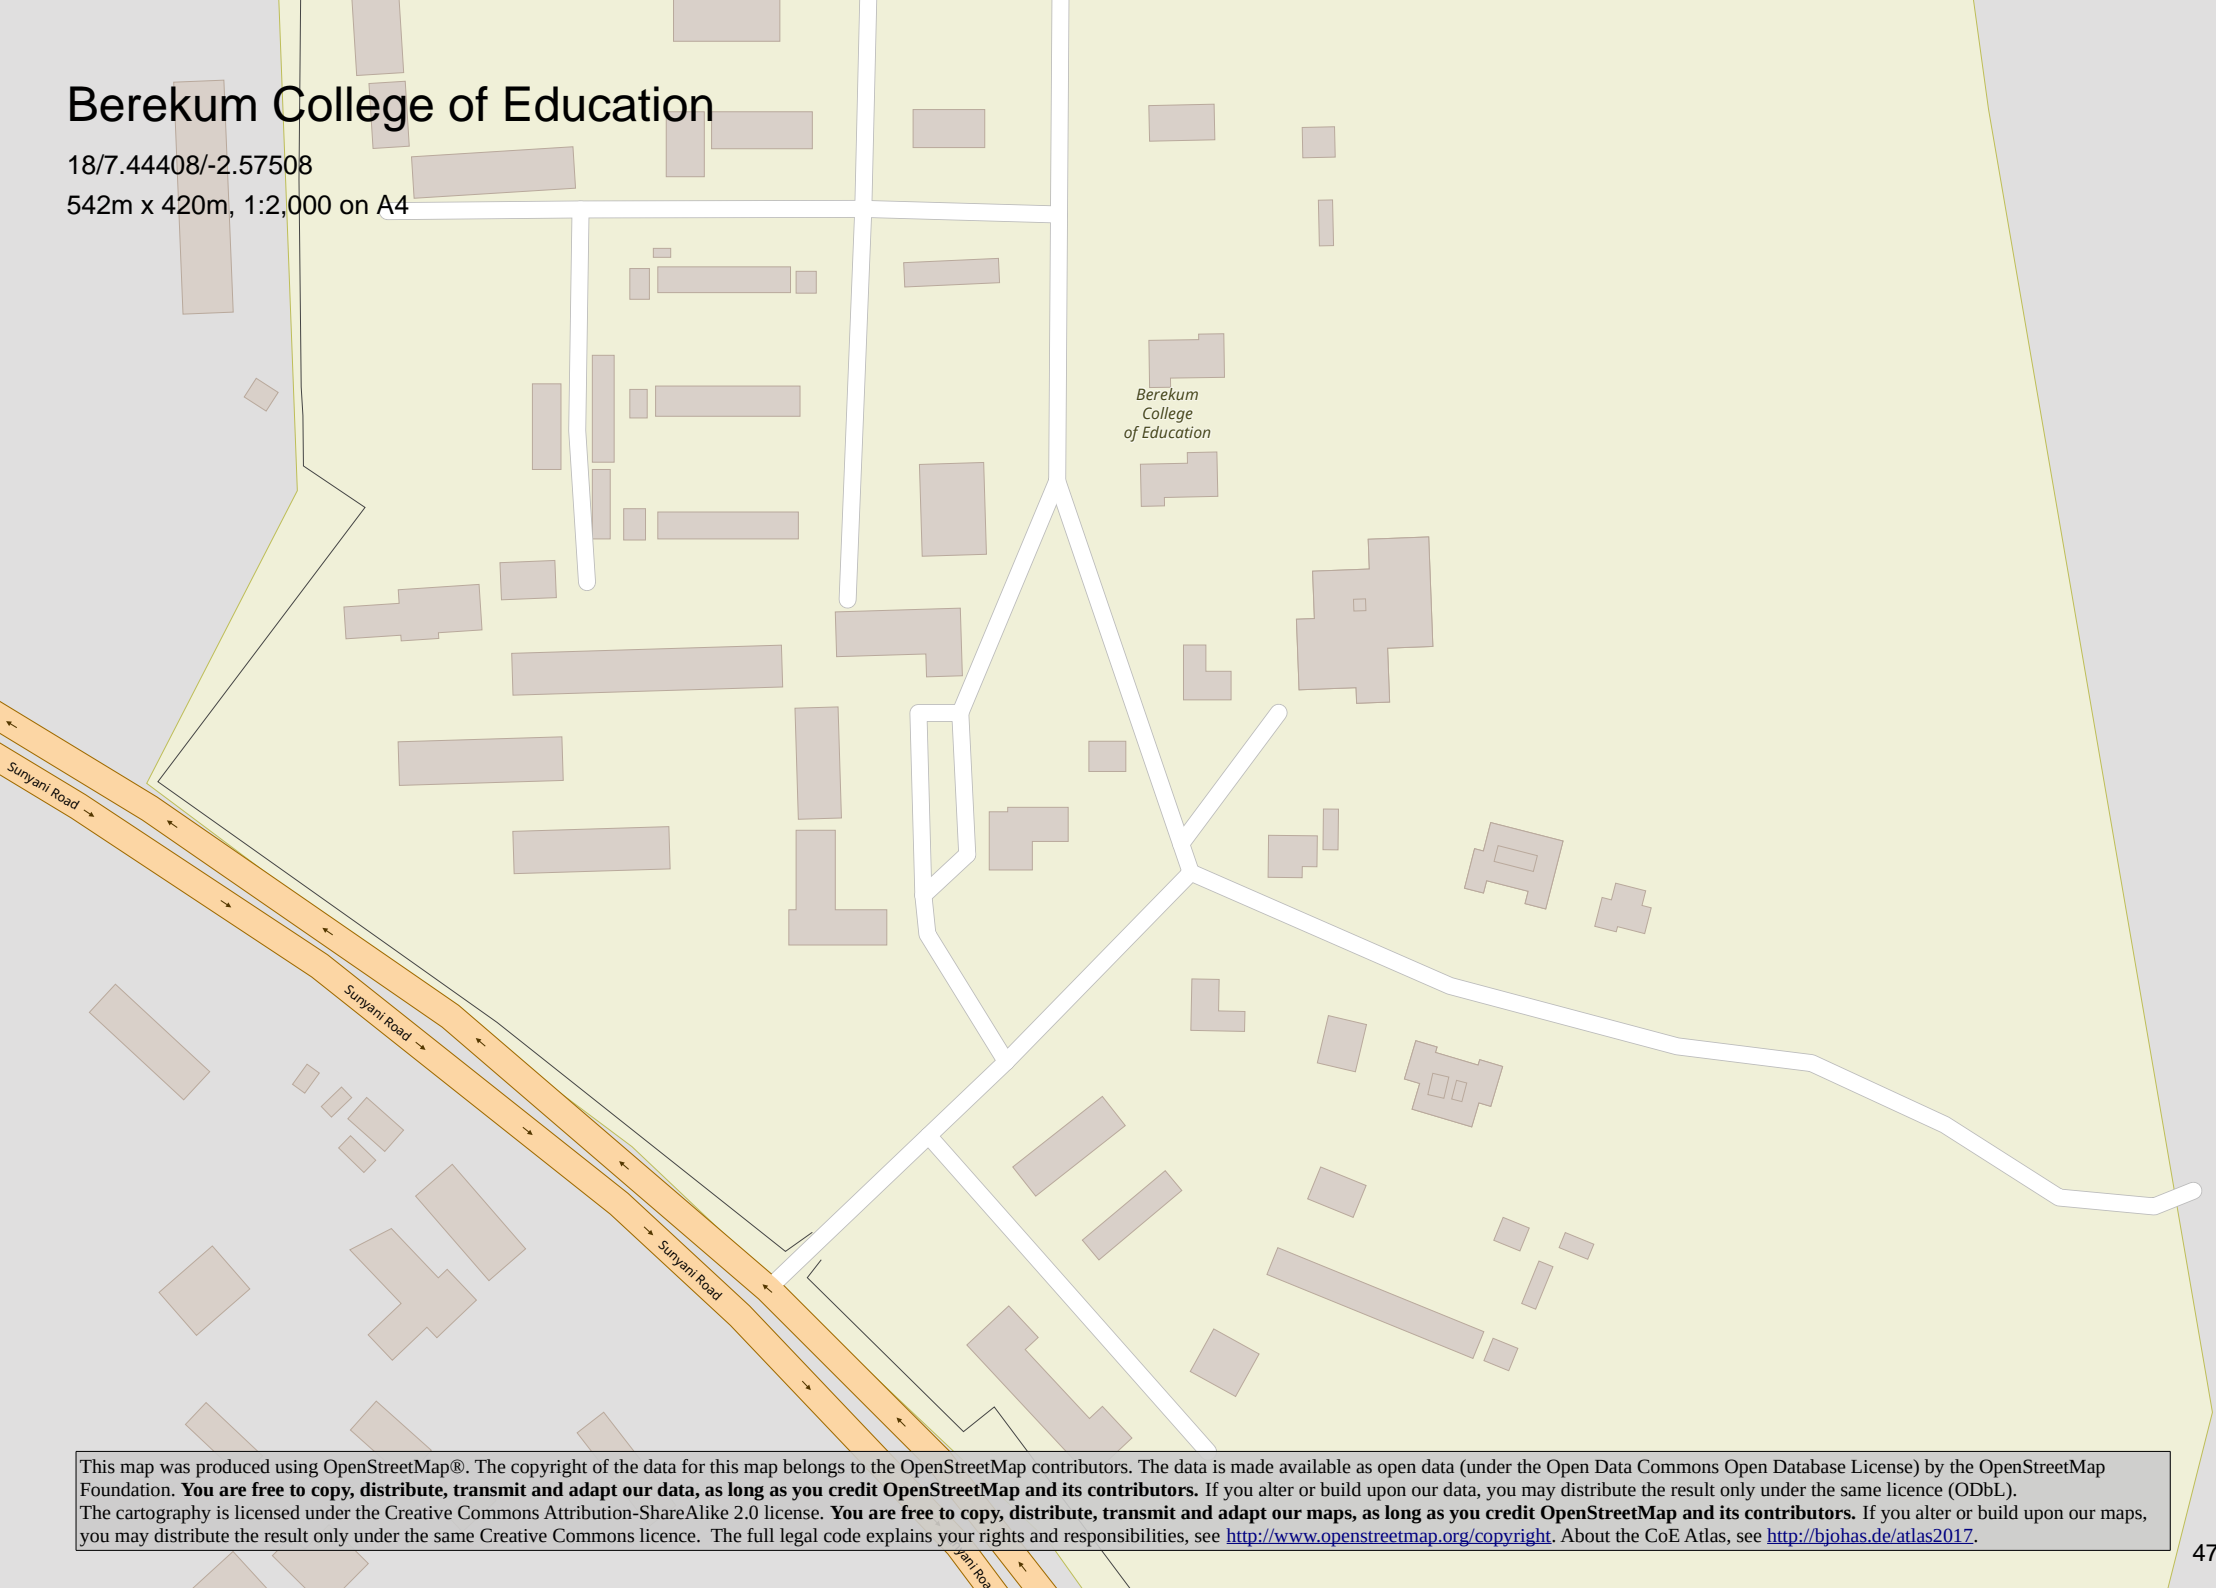 Berekum College of Education
18/7.44408/-2.57508
542m x 420m, 1:2,000 on A4
Berekum
College
of Education
Sunyani Road
Sunyani Road
Sunyani Road
This map was produced using OpenStreetMap®. The copyright of the data for this map belongs to the OpenStreetMap contributors. The data is made available as open data (under the Open Data Commons Open Database License) by the OpenStreetMap
Foundation. You are free to copy, distribute, transmit and adapt our data, as long as you credit OpenStreetMap and its contributors. If you alter or build upon our data, you may distribute the result only under the same licence (ODbL).
The cartography is licensed under the Creative Commons Attribution-ShareAlike 2.0 license. You are free to copy, distribute, transmit and adapt our maps, as long as you credit OpenStreetMap and its contributors. If you alter or build upon our maps,
you may distribute the result only under the same Creative Commons licence. The full legal code explains your rights and responsibilities, see http://www.openstreetmap.org/copyright. About the CoE Atlas, see http://bjohas.de/atlas2017.
47